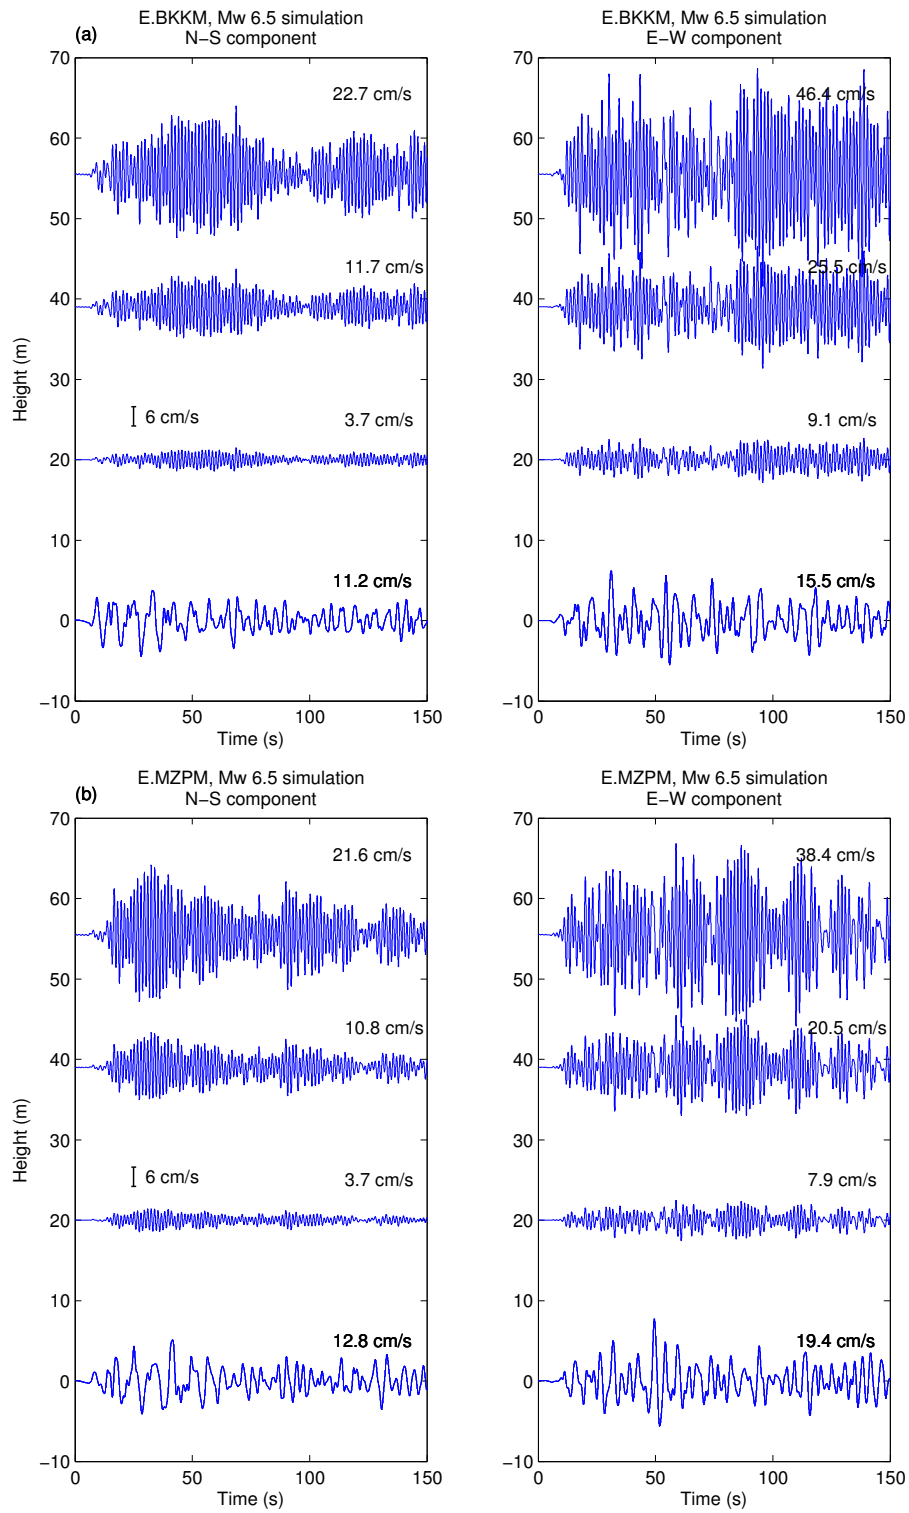 (a)
E.BKKM, Mw 6.5 simulation
N−S component
70
60
50
40
30
20
10
0
−10
Height (m)
22.7 cm/s
11.7 cm/s
6 cm/s
3.7 cm/s
11.2 cm/s
0
50
100
150
Time (s)
E.BKKM, Mw 6.5 simulation
E−W component
70
60
50
40
30
20
10
0
−10
46.4 cm/s
25.5 cm/s
9.1 cm/s
15.5 cm/s
0
50
100
150
Time (s)
(b)
E.MZPM, Mw 6.5 simulation
N−S component
70
60
50
40
30
20
10
0
−10
Height (m)
21.6 cm/s
10.8 cm/s
6 cm/s
3.7 cm/s
12.8 cm/s
0
50
100
150
Time (s)
E.MZPM, Mw 6.5 simulation
E−W component
70
60
50
40
30
20
10
0
−10
38.4 cm/s
20.5 cm/s
7.9 cm/s
19.4 cm/s
0
50
100
150
Time (s)